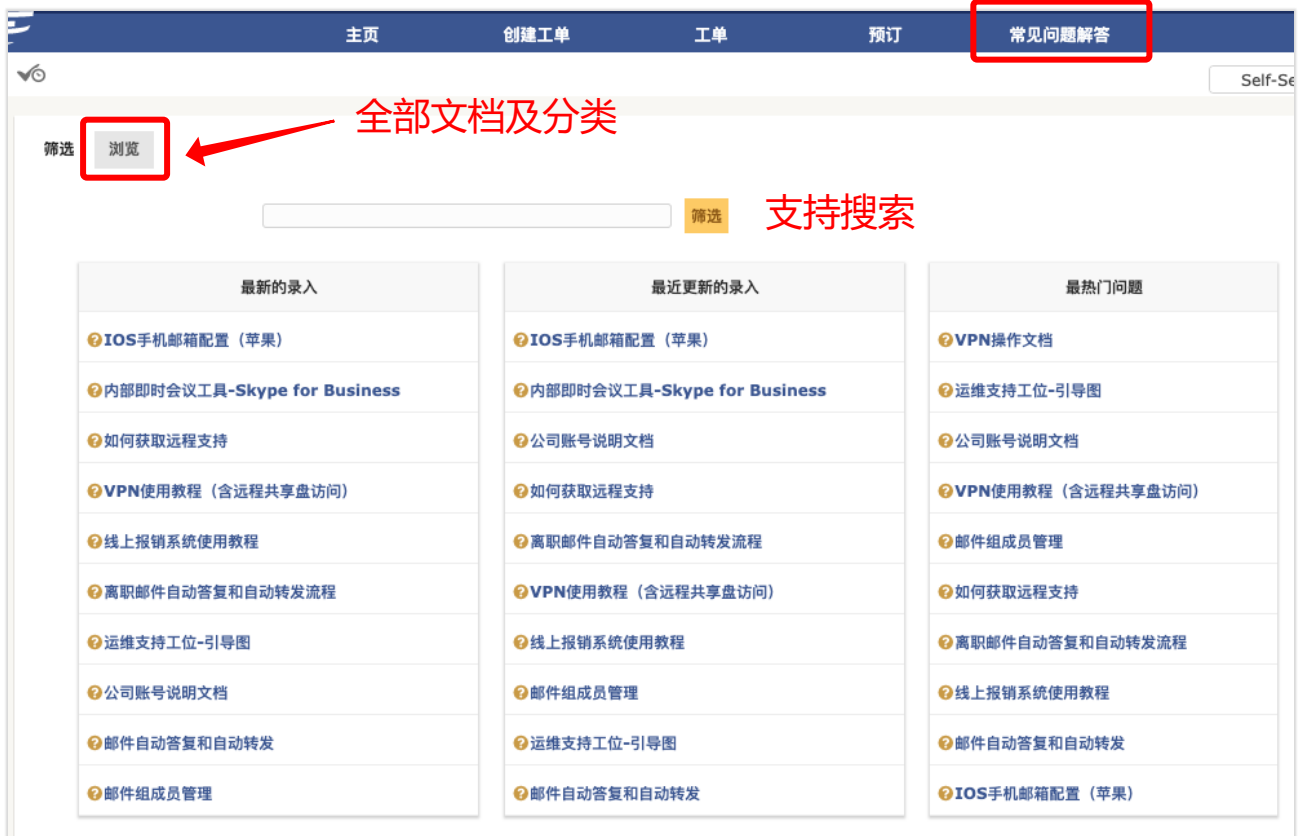 主页 创建工单 工单 预订 常见问题解答
Self-Se
全部文档及分类
筛选 浏览
筛选 支持搜索
最新的录入
IOS手机邮箱配置（苹果）
内部即时会议工具-Skype for Business
如何获取远程支持
VPN使用教程（含远程共享盘访问）
线上报销系统使用教程
离职邮件自动答复和自动转发流程
运维支持工位-引导图
公司账号说明文档
邮件自动答复和自动转发
邮件组成员管理
最近更新的录入
IOS手机邮箱配置（苹果）
内部即时会议工具-Skype for Business
公司账号说明文档
如何获取远程支持
离职邮件自动答复和自动转发流程
VPN使用教程（含远程共享盘访问）
线上报销系统使用教程
邮件组成员管理
运维支持工位-引导图
邮件自动答复和自动转发
最热门问题
VPN操作文档
运维支持工位-引导图
公司账号说明文档
VPN使用教程（含远程共享盘访问）
邮件组成员管理
如何获取远程支持
离职邮件自动答复和自动转发流程
线上报销系统使用教程
邮件自动答复和自动转发
IOS手机邮箱配置（苹果）